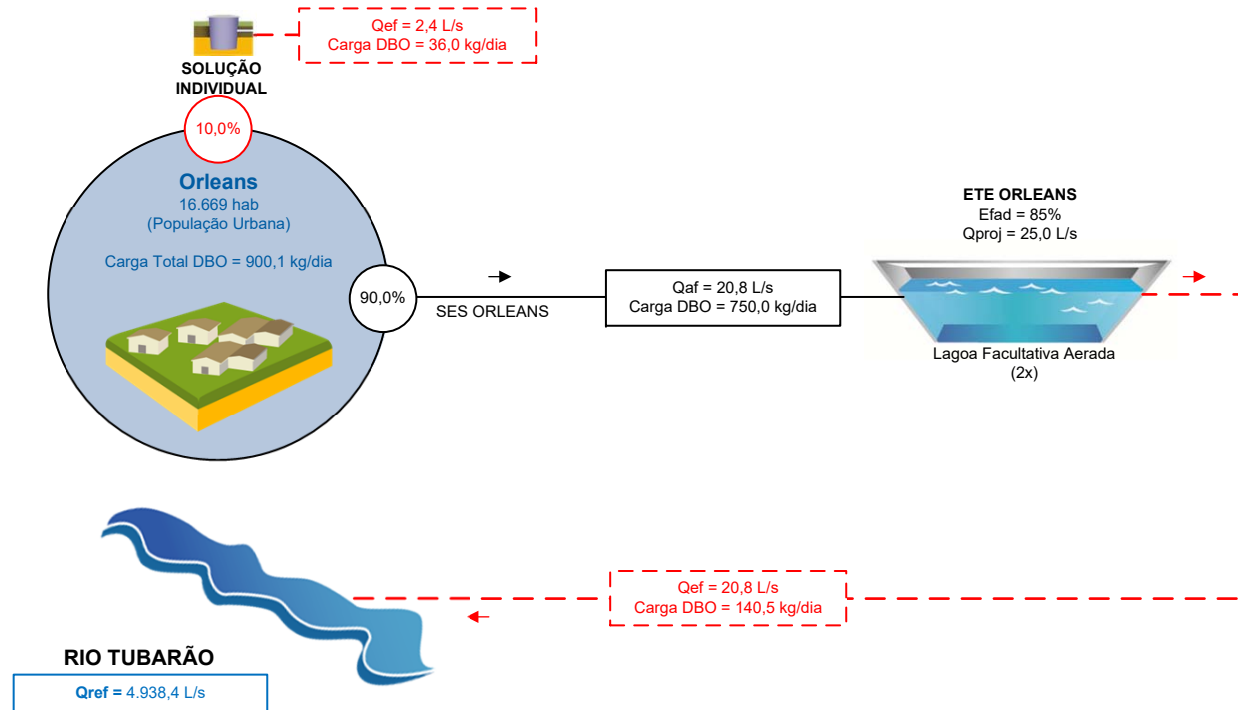 Qef = 2,4 L/s
Carga DBO = 36,0 kg/dia
SOLUÇÃO
INDIVIDUAL
10,0%
Orleans
16.669 hab
(População Urbana)
Carga Total DBO = 900,1 kg/dia
90,0%
SES ORLEANS
Qaf = 20,8 L/s
Carga DBO = 750,0 kg/dia
ETE ORLEANS
Efad = 85%
Qproj = 25,0 L/s
Lagoa Facultativa Aerada
(2x)
Qef = 20,8 L/s
Carga DBO = 140,5 kg/dia
RIO TUBARÃO
Qref = 4.938,4 L/s